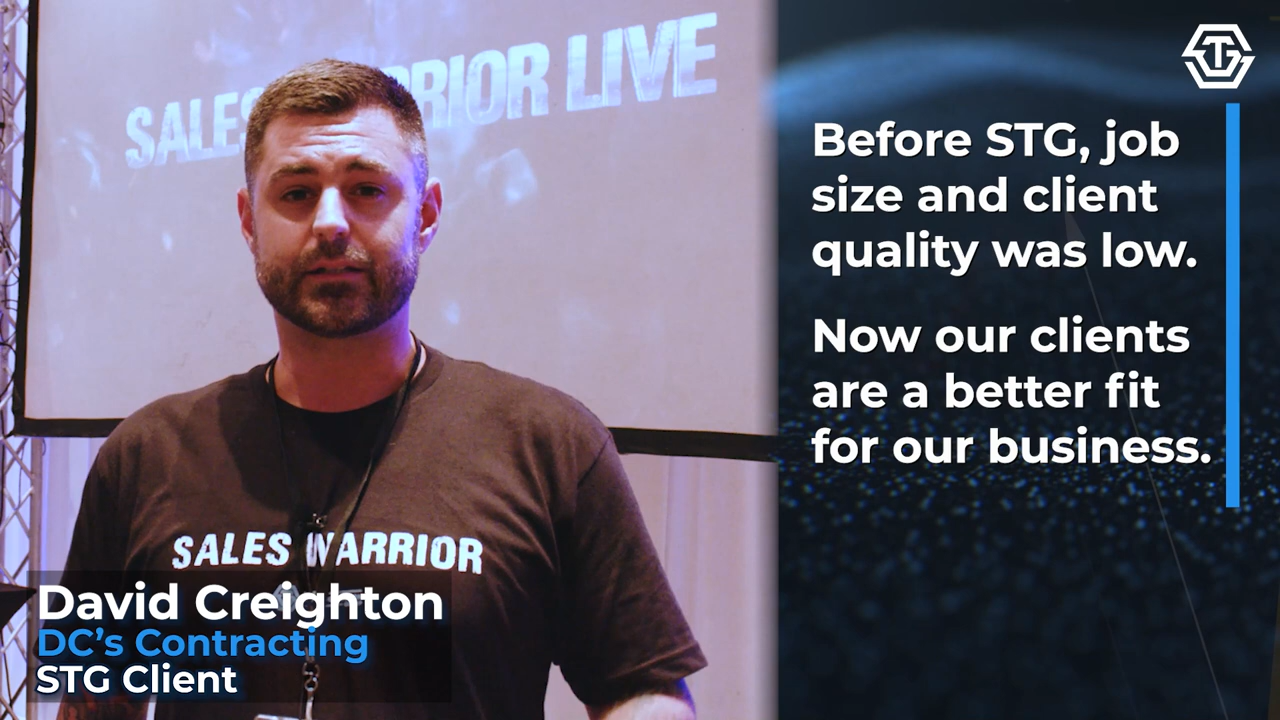 SALES WARRIOR LIVE
Before STG, job
size and client
quality was low.
Now our clients
are a better fit
for our business.
SALES WARRIOR
David Creighton
DC's Contracting
STG Client